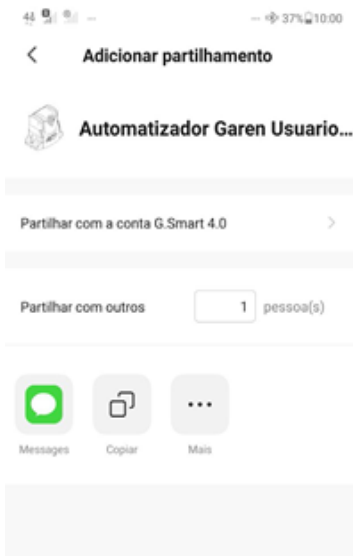 37% 10:00
Adicionar partilhamento
Automatizador Garen Usuario...
Partilhar com a conta G.Smart 4.0
Partilhar com outros 1 pessoa(s)
Messages Copiar Mais